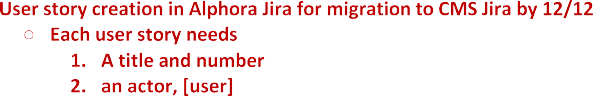 User story creation in Alphora Jira for migration to CMS Jira by 12/12
○ Each user story needs
1. A title and number
2. an actor, [user]